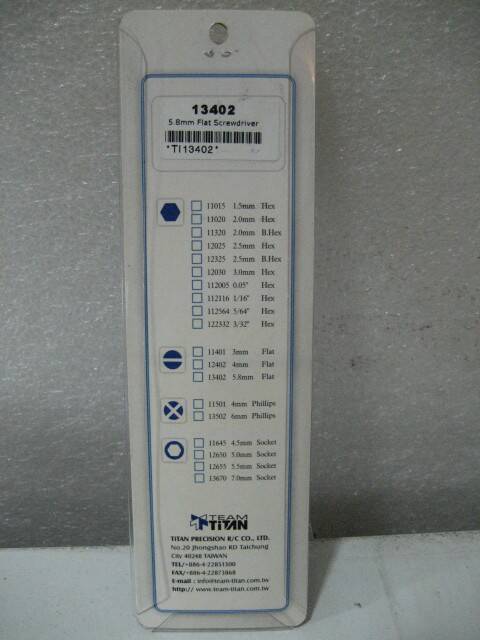 13402
5.8mm Flat Screwdriver
*TI13402*
11015 1.5mm Hex
11020 2.0mm Hex
11320 2.0mm B.Hex
12025 2.5mm Hex
12325 2.5mm B.Hex
12030 3.0mm Hex
112005 0.05" Hex
112116 1/16" Hex
112564 5/64" Hex
122332 3/32" Hex
11401 3mm Flat
12402 4mm Flat
13402 5.8mm Flat
11501 4mm Phillips
13502 6mm Phillips
11645 4.5mm Socket
12650 5.0mm Socket
12655 5.5mm Socket
13670 7.0mm Socket
TEAM
TITAN
TITAN PRECISION R/C CO., LTD.
No.20 Jhongshao RD Taichung
City 40248 TAIWAN
TEL/+886-4-22851300
FAX/+886-4-22873868
E-mail : info@team-titan.com.tw
http:// www.team-titan.com.tw